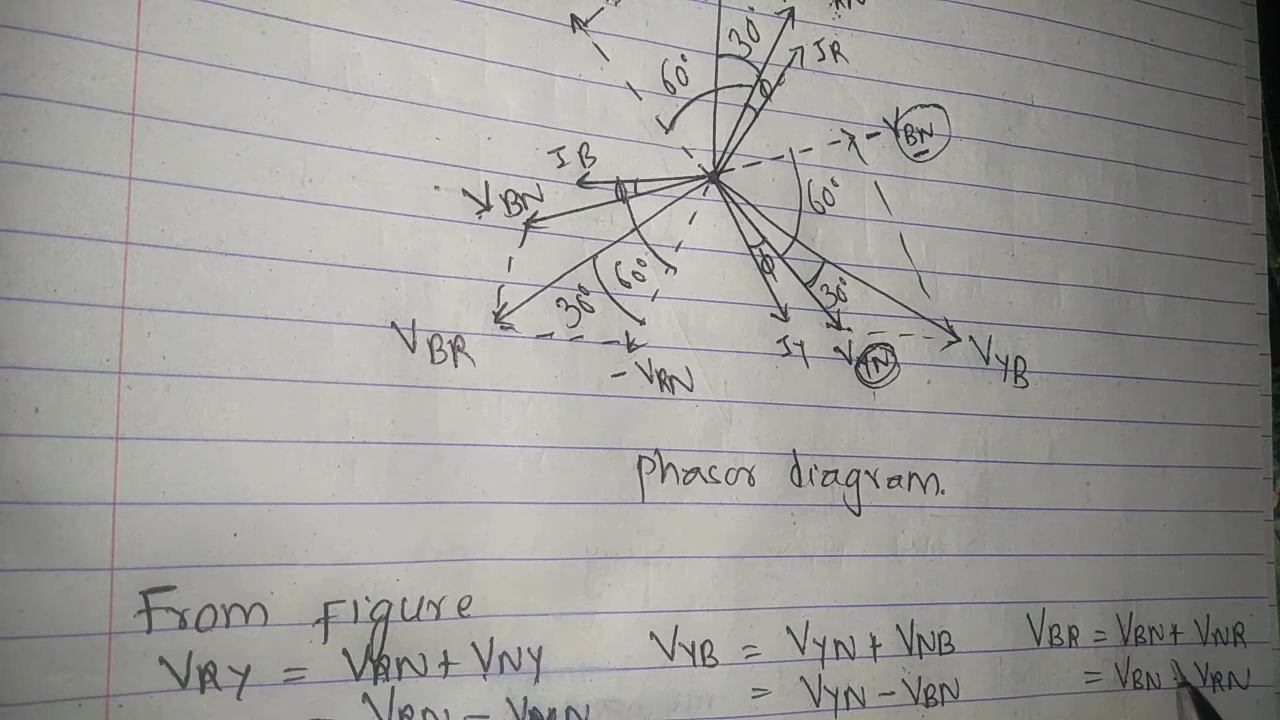 30°
IR
60°
-VBN
IB
60°
VBN
60°
30°
ϕ
30°
VBR
-VRN
IY
VYB
phasor diagram.
From figure
VRY = VRN + VNY
VYB = VYN + VNB
VBR = VBN + VNR
= VYN - VBN
= VBN VRN